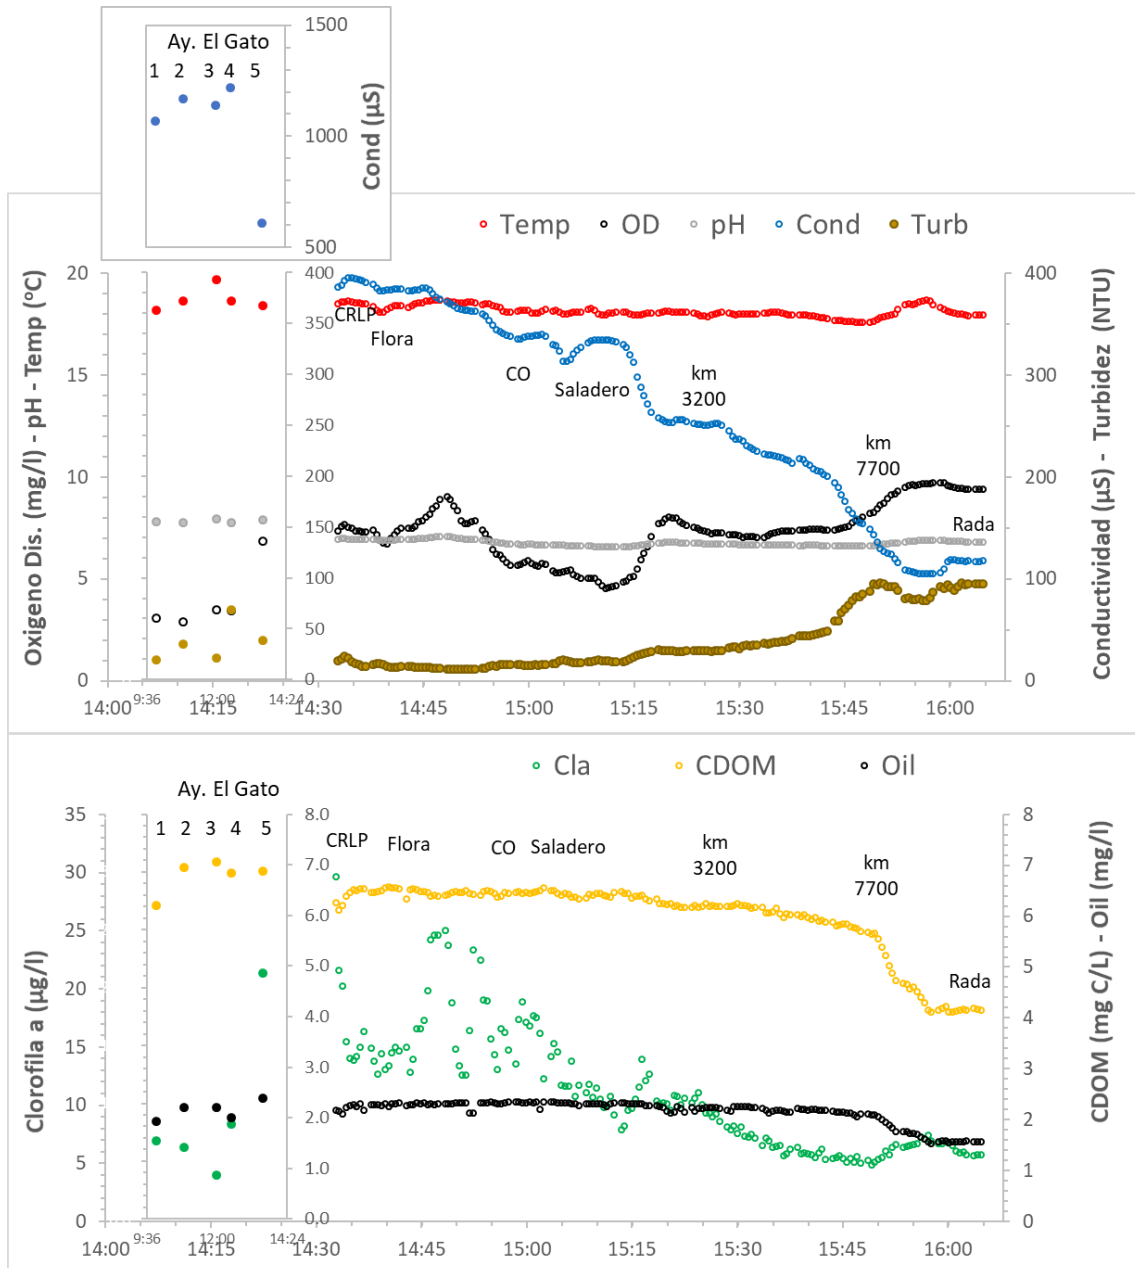 1500
Ay. El Gato
1 2 3 4 5
1000
500
Cond (µS)
Temp OD pH Cond Turb
20 400 400
350
CRLP
Flora
15 300 300
CO
Saladero
km
3200
250
km
7700
10 200 200
150
Rada
5 100 100
50
0 0 0
Oxigeno Dis. (mg/l) - pH - Temp (°C)
Conductividad (µS) - Turbidez (NTU)
9:36 12:00 14:24
14:00 14:15 14:30 14:45 15:00 15:15 15:30 15:45 16:00
Cla CDOM Oil
Ay. El Gato
1 2 3 4 5
35 8.0 8
CRLP Flora CO Saladero
km
3200
km
7700
30 7.0 7
25 6.0 6
20 5.0 5
Rada
15 4.0 4
3.0 3
10 2.0 2
5 1.0 1
0 0,0 0
Clorofila a (µg/l)
CDOM (mg C/L) - Oil (mg/l)
9:36 12:00 14:24
14:00 14:15 14:30 14:45 15:00 15:15 15:30 15:45 16:00